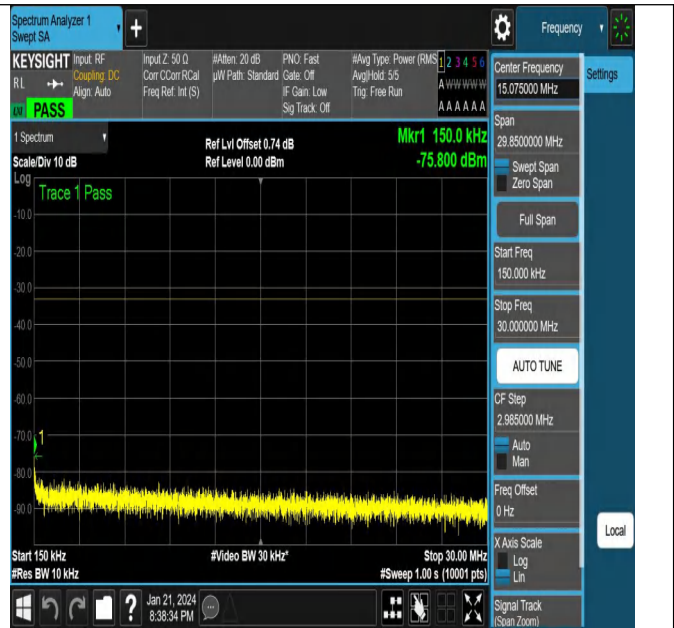 Spectrum Analyzer 1
Swept SA
+
Frequency
KEYSIGHT
Input: RF
Input Z: 50 Ω
#Atten: 20 dB
PNO: Fast
#Avg Type: Power (RMS
1 2 3 4 5 6
RL
Coupling: DC
Corr CCorr RCal
µW Path: Standard
Gate: Off
Avg|Hold: 5/5
A W W W W W
Align: Auto
Freq Ref: Int (S)
IF Gain: Low
Trig: Free Run
Sig Track: Off
A A A A A A
LXI
PASS
Center Frequency
15.075000 MHz
Settings
1 Spectrum
Ref Lvl Offset 0.74 dB
Mkr1 150.0 kHz
Scale/Div 10 dB
Ref Level 0.00 dBm
-75.800 dBm
Log
Trace 1 Pass
-10.0
-20.0
-30.0
-40.0
-50.0
-60.0
-70.0
1
-80.0
-90.0
Start 150 kHz
#Video BW 30 kHz*
Stop 30.00 MHz
#Res BW 10 kHz
#Sweep 1.00 s (10001 pts)
Span
29.8500000 MHz
Swept Span
Zero Span
Full Span
Start Freq
150.000 kHz
Stop Freq
30.000000 MHz
AUTO TUNE
CF Step
2.985000 MHz
Auto
Man
Freq Offset
0 Hz
Local
X Axis Scale
Log
Lin
Signal Track
(Span Zoom)
?
Jan 21, 2024
8:38:34 PM